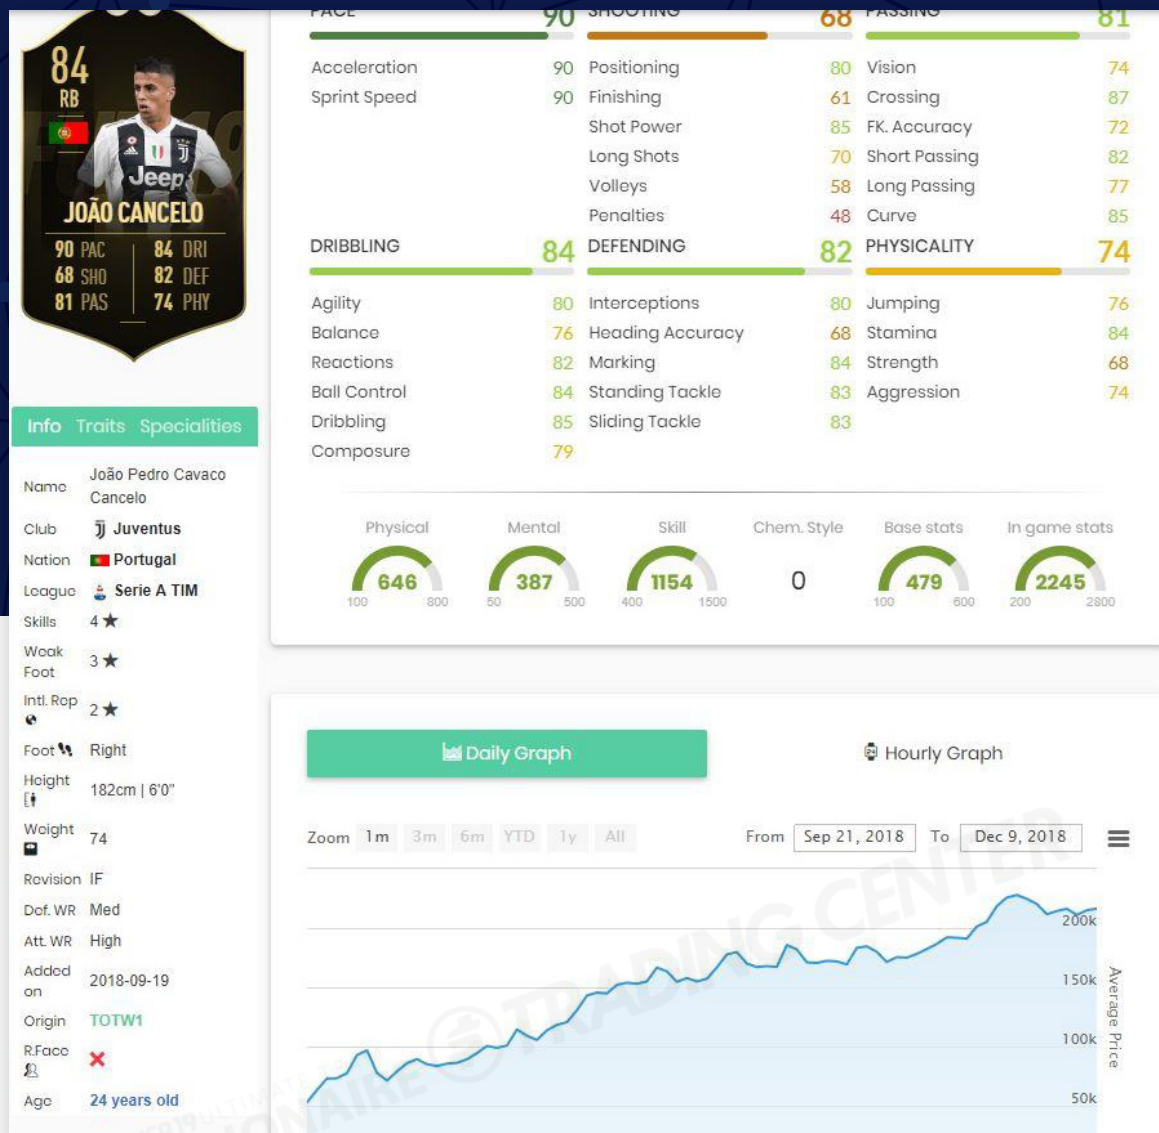 PACE 90 SHOOTING 68 PASSING 81
84
RB
Jeep
JOÃO CANCELO
90 PAC 84 DRI
68 SHO 82 DEF
81 PAS 74 PHY
Acceleration 90 Positioning 80 Vision 74
Sprint Speed 90 Finishing 61 Crossing 87
Shot Power 85 FK. Accuracy 72
Long Shots 70 Short Passing 82
Volleys 58 Long Passing 77
Penalties 48 Curve 85
DRIBBLING 84 DEFENDING 82 PHYSICALITY 74
Agility 80 Interceptions 80 Jumping 76
Balance 76 Heading Accuracy 68 Stamina 84
Reactions 82 Marking 84 Strength 68
Ball Control 84 Standing Tackle 83 Aggression 74
Dribbling 85 Sliding Tackle 83
Composure 79
Info Traits Specialities
Name João Pedro Cavaco
Cancelo
Club Juventus
Nation Portugal
League Serie A TIM
Skills 4 ★
Weak
Foot 3 ★
Intl. Rep 2 ★
Foot Right
Height 182cm | 6'0"
Weight 74
Revision IF
Def. WR Med
Att. WR High
Added
on 2018-09-19
Origin TOTW1
R.Face
Age 24 years old
Physical Mental Skill Chem. Style Base stats In game stats
646 387 1154 0 479 2245
100 800 50 500 400 1500 100 600 200 2800
Daily Graph Hourly Graph
Zoom 1m 3m 6m YTD 1y All From Sep 21, 2018 To Dec 9, 2018
200k
150k
100k
50k
Average Price
TRADING CENTER